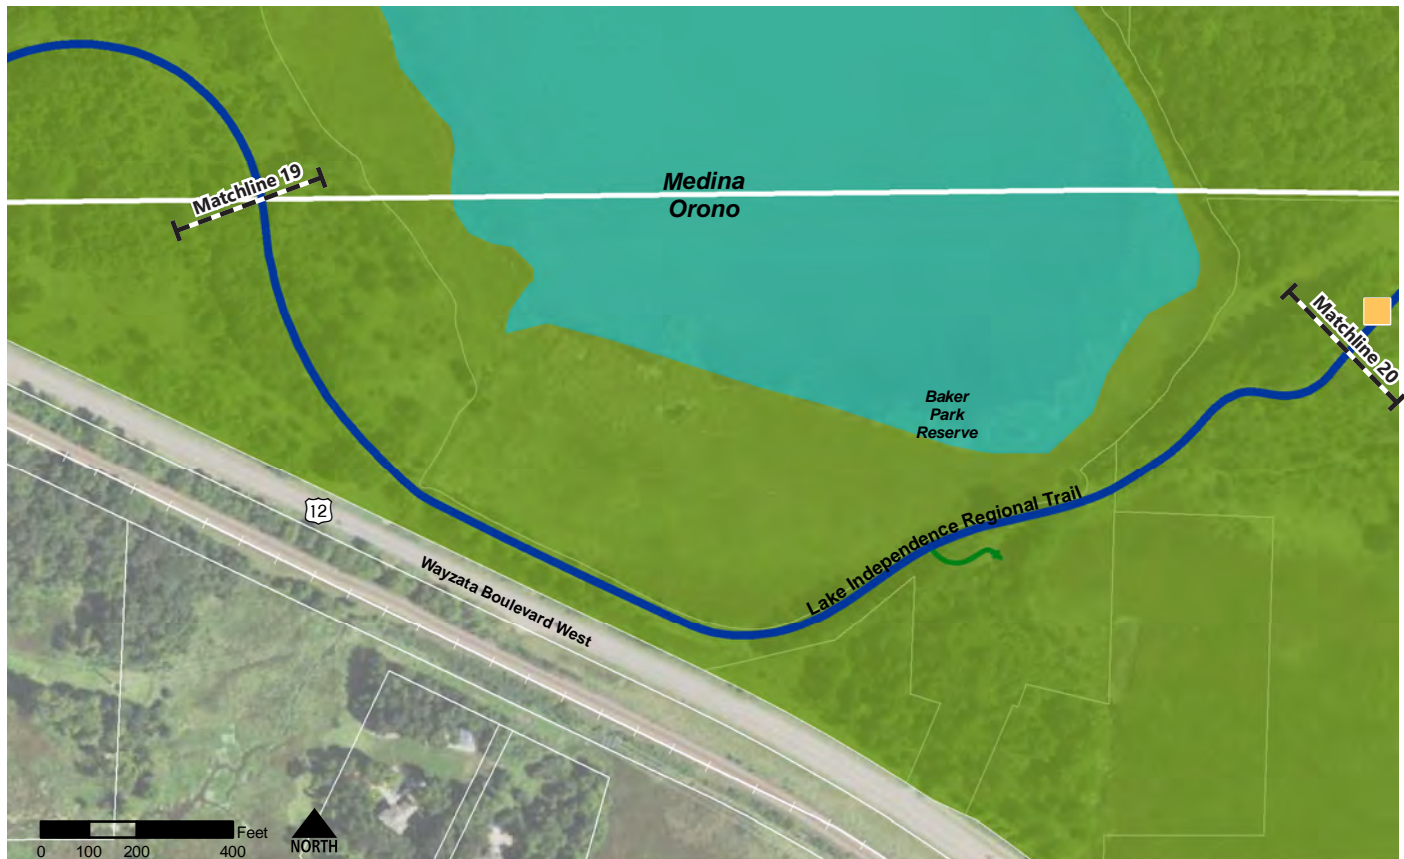 Matchline 19
Medina
Orono
Matchline 20
Baker
Park
Reserve
Lake Independence Regional Trail
12
Wayzata Boulevard West
Feet
0 100 200 400
NORTH